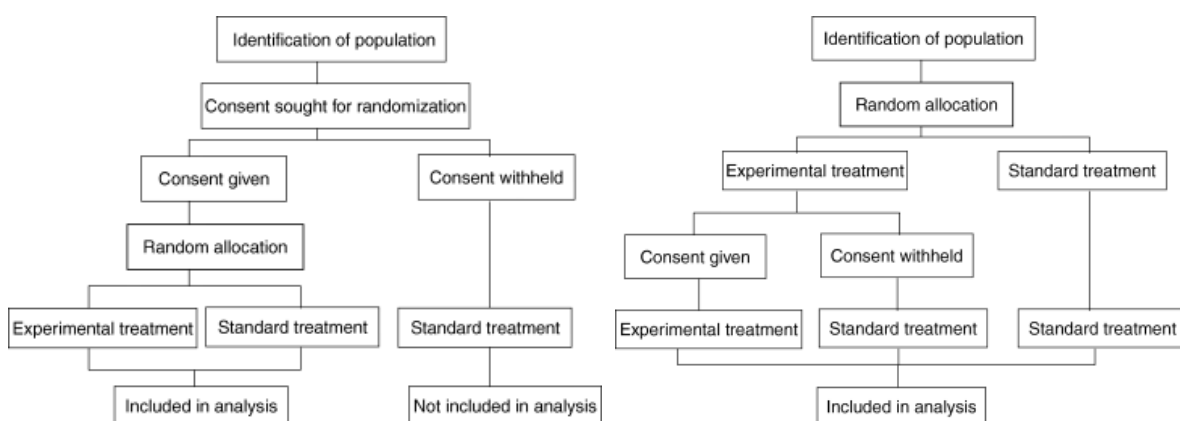 Identification of population
Consent sought for randomization
Consent given
Consent withheld
Random allocation
Experimental treatment
Standard treatment
Standard treatment
Included in analysis
Not included in analysis
Identification of population
Random allocation
Experimental treatment
Standard treatment
Consent given
Consent withheld
Experimental treatment
Standard treatment
Standard treatment
Included in analysis